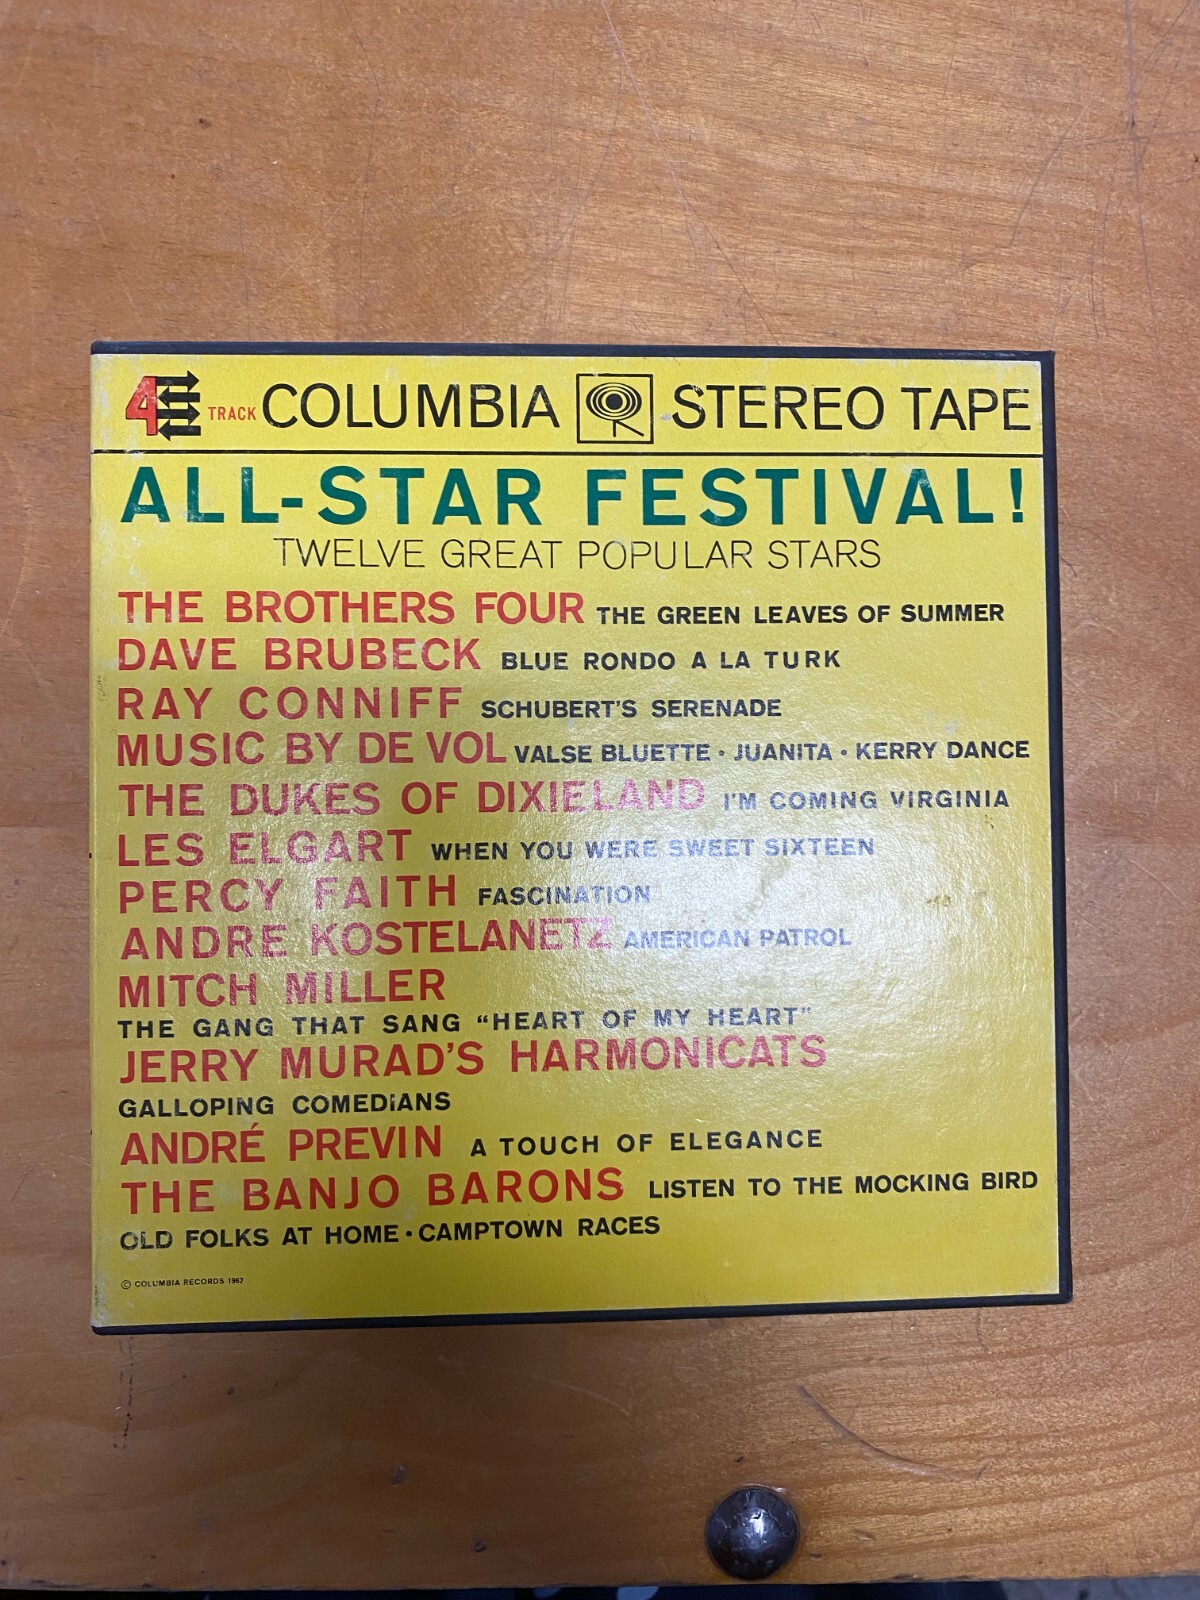 4 TRACK COLUMBIA STEREO TAPE
ALL-STAR FESTIVAL!
TWELVE GREAT POPULAR STARS
THE BROTHERS FOUR THE GREEN LEAVES OF SUMMER
DAVE BRUBECK BLUE RONDO A LA TURK
RAY CONNIFF SCHUBERT'S SERENADE
MUSIC BY DE VOL VALSE BLUETTE • JUANITA • KERRY DANCE
THE DUKES OF DIXIELAND I'M COMING VIRGINIA
LES ELGART WHEN YOU WERE SWEET SIXTEEN
PERCY FAITH FASCINATION
ANDRE KOSTELANETZ AMERICAN PATROL
MITCH MILLER
THE GANG THAT SANG "HEART OF MY HEART"
JERRY MURAD'S HARMONICATS
GALLOPING COMEDiANS
ANDRÉ PREVIN A TOUCH OF ELEGANCE
THE BANJO BARONS LISTEN TO THE MOCKING BIRD
OLD FOLKS AT HOME • CAMPTOWN RACES
© COLUMBIA RECORDS 1962